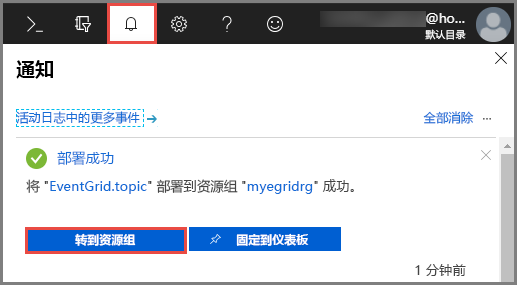 @ho...
默认目录
通知
活动日志中的更多事件
全部消除 ...
部署成功
将 "EventGrid.topic" 部署到资源组 "myegridrg" 成功。
转到资源组 固定到仪表板
1 分钟前